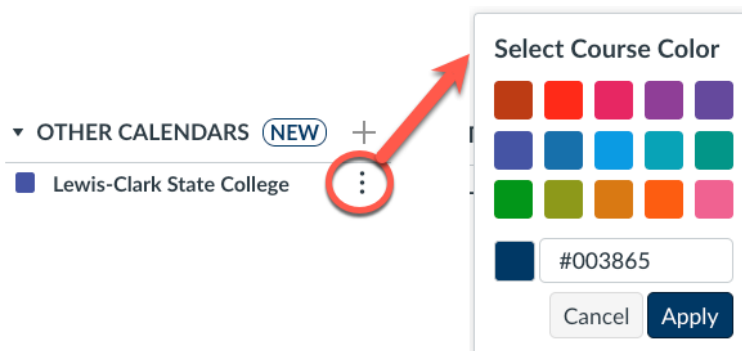 Select Course Color
OTHER CALENDARS NEW +
Lewis-Clark State College
#003865
Cancel Apply